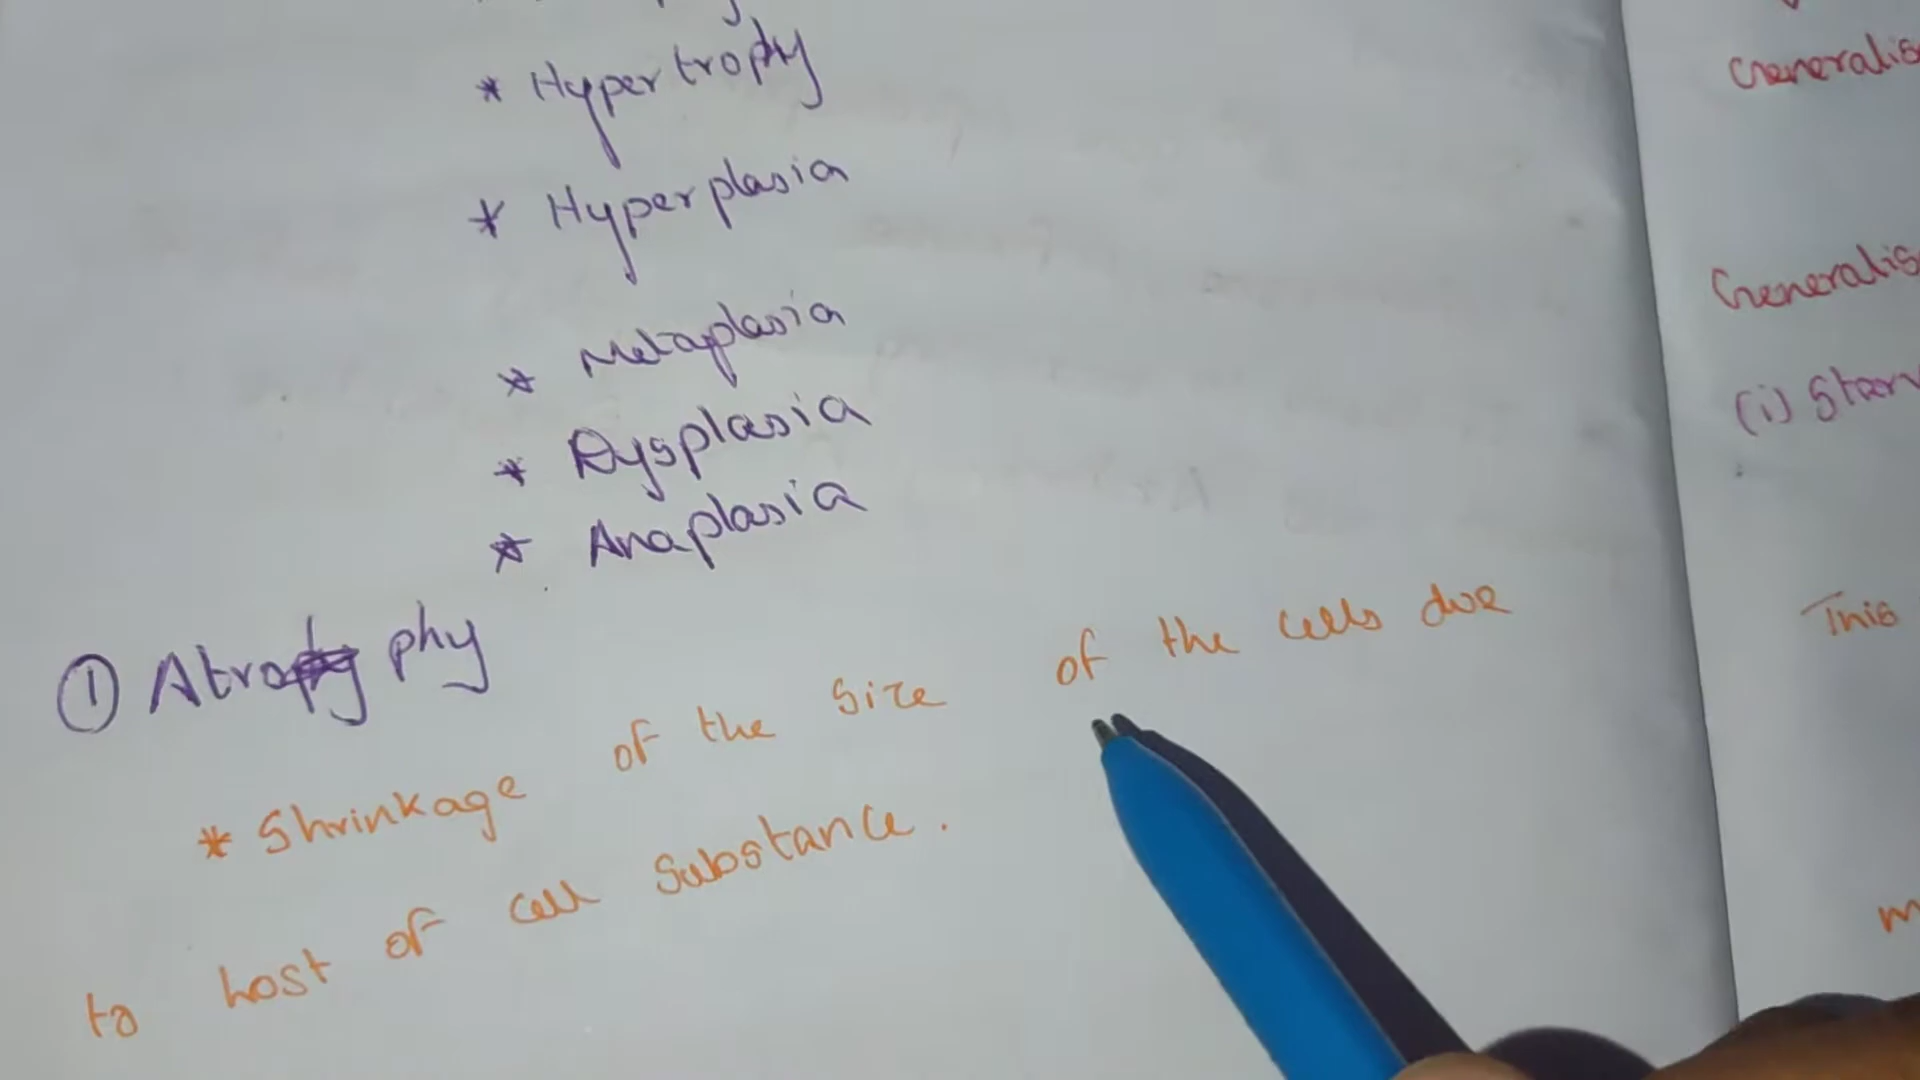 * Hypertrophy
* Hyperplasia
* Metaplasia
* Dysplasia
* Anaplasia
① Atrophy
* Shrinkage of the size of the cells due
to Lost of cell Substance.
Generalis
Generalis
(i) Starv
This
m